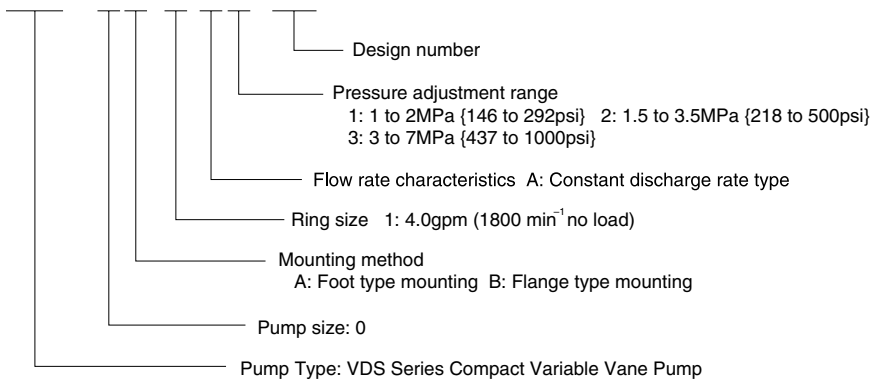 Design number
Pressure adjustment range
1: 1 to 2MPa {146 to 292psi} 2: 1.5 to 3.5MPa {218 to 500psi}
3: 3 to 7MPa {437 to 1000psi}
Flow rate characteristics A: Constant discharge rate type
Ring size 1: 4.0gpm (1800 min⁻¹ no load)
Mounting method
A: Foot type mounting B: Flange type mounting
Pump size: 0
Pump Type: VDS Series Compact Variable Vane Pump